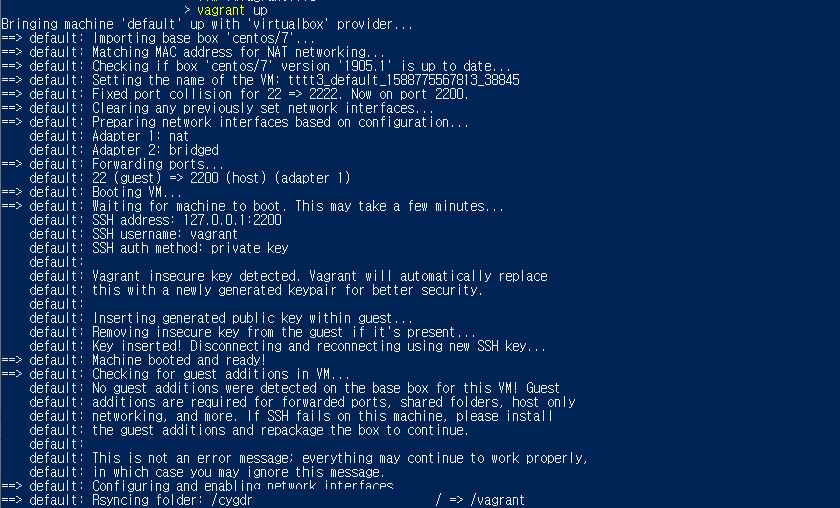 > vagrant up
Bringing machine 'default' up with 'virtualbox' provider...
==> default: Importing base box 'centos/7'...
==> default: Matching MAC address for NAT networking...
==> default: Checking if box 'centos/7' version '1905.1' is up to date...
==> default: Setting the name of the VM: tttt3_default_1588775567813_38845
==> default: Fixed port collision for 22 => 2222. Now on port 2200.
==> default: Clearing any previously set network interfaces...
==> default: Preparing network interfaces based on configuration...
default: Adapter 1: nat
default: Adapter 2: bridged
==> default: Forwarding ports...
default: 22 (guest) => 2200 (host) (adapter 1)
==> default: Booting VM...
==> default: Waiting for machine to boot. This may take a few minutes...
default: SSH address: 127.0.0.1:2200
default: SSH username: vagrant
default: SSH auth method: private key
default:
default: Vagrant insecure key detected. Vagrant will automatically replace
default: this with a newly generated keypair for better security.
default:
default: Inserting generated public key within guest...
default: Removing insecure key from the guest if it's present...
default: Key inserted! Disconnecting and reconnecting using new SSH key...
==> default: Machine booted and ready!
==> default: Checking for guest additions in VM...
default: No guest additions were detected on the base box for this VM! Guest
default: additions are required for forwarded ports, shared folders, host only
default: networking, and more. If SSH fails on this machine, please install
default: the guest additions and repackage the box to continue.
default:
default: This is not an error message; everything may continue to work properly,
default: in which case you may ignore this message.
==> default: Configuring and enabling network interfaces
==> default: Rsyncing folder: /cygdr / => /vagrant